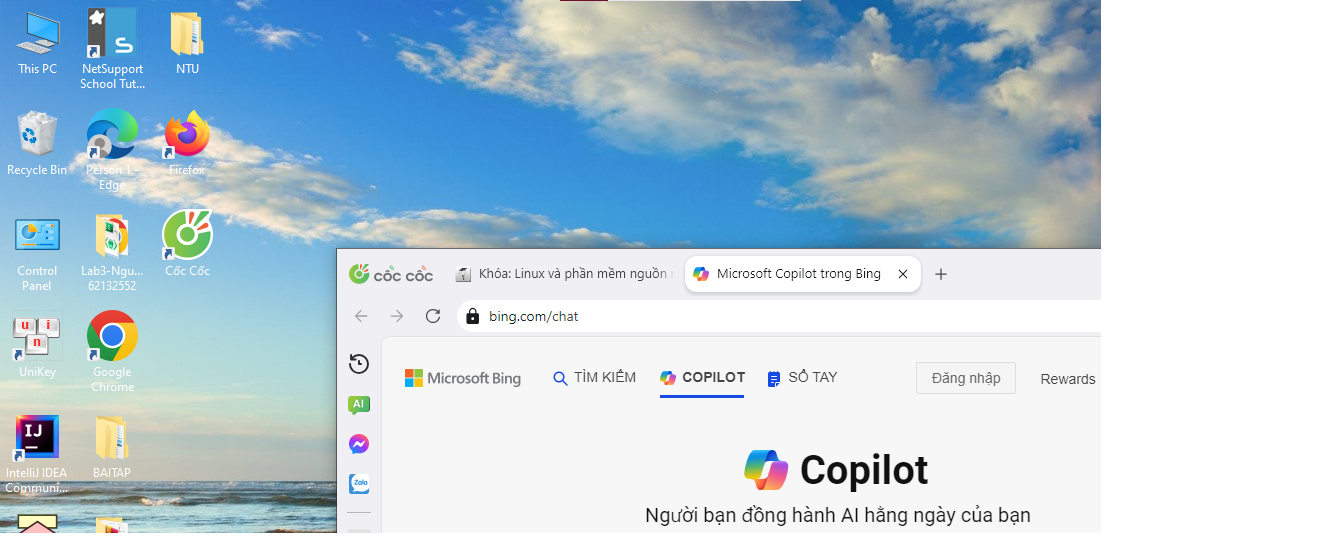 This PC
NetSupport
School Tut...
NTU
Recycle Bin
Person 1 -
Edge
Firefox
Control
Panel
Lab3-Ngu...
62132552
Cốc Cốc
UniKey
Google
Chrome
IntelliJ IDEA
Communi...
BAITAP
cốc cốc
Khóa: Linux và phần mềm nguồn
Microsoft Copilot trong Bing
bing.com/chat
Microsoft Bing
TÌM KIẾM
COPILOT
SỔ TAY
Đăng nhập
Rewards
AI
Zalo
Copilot
Người bạn đồng hành AI hằng ngày của bạn